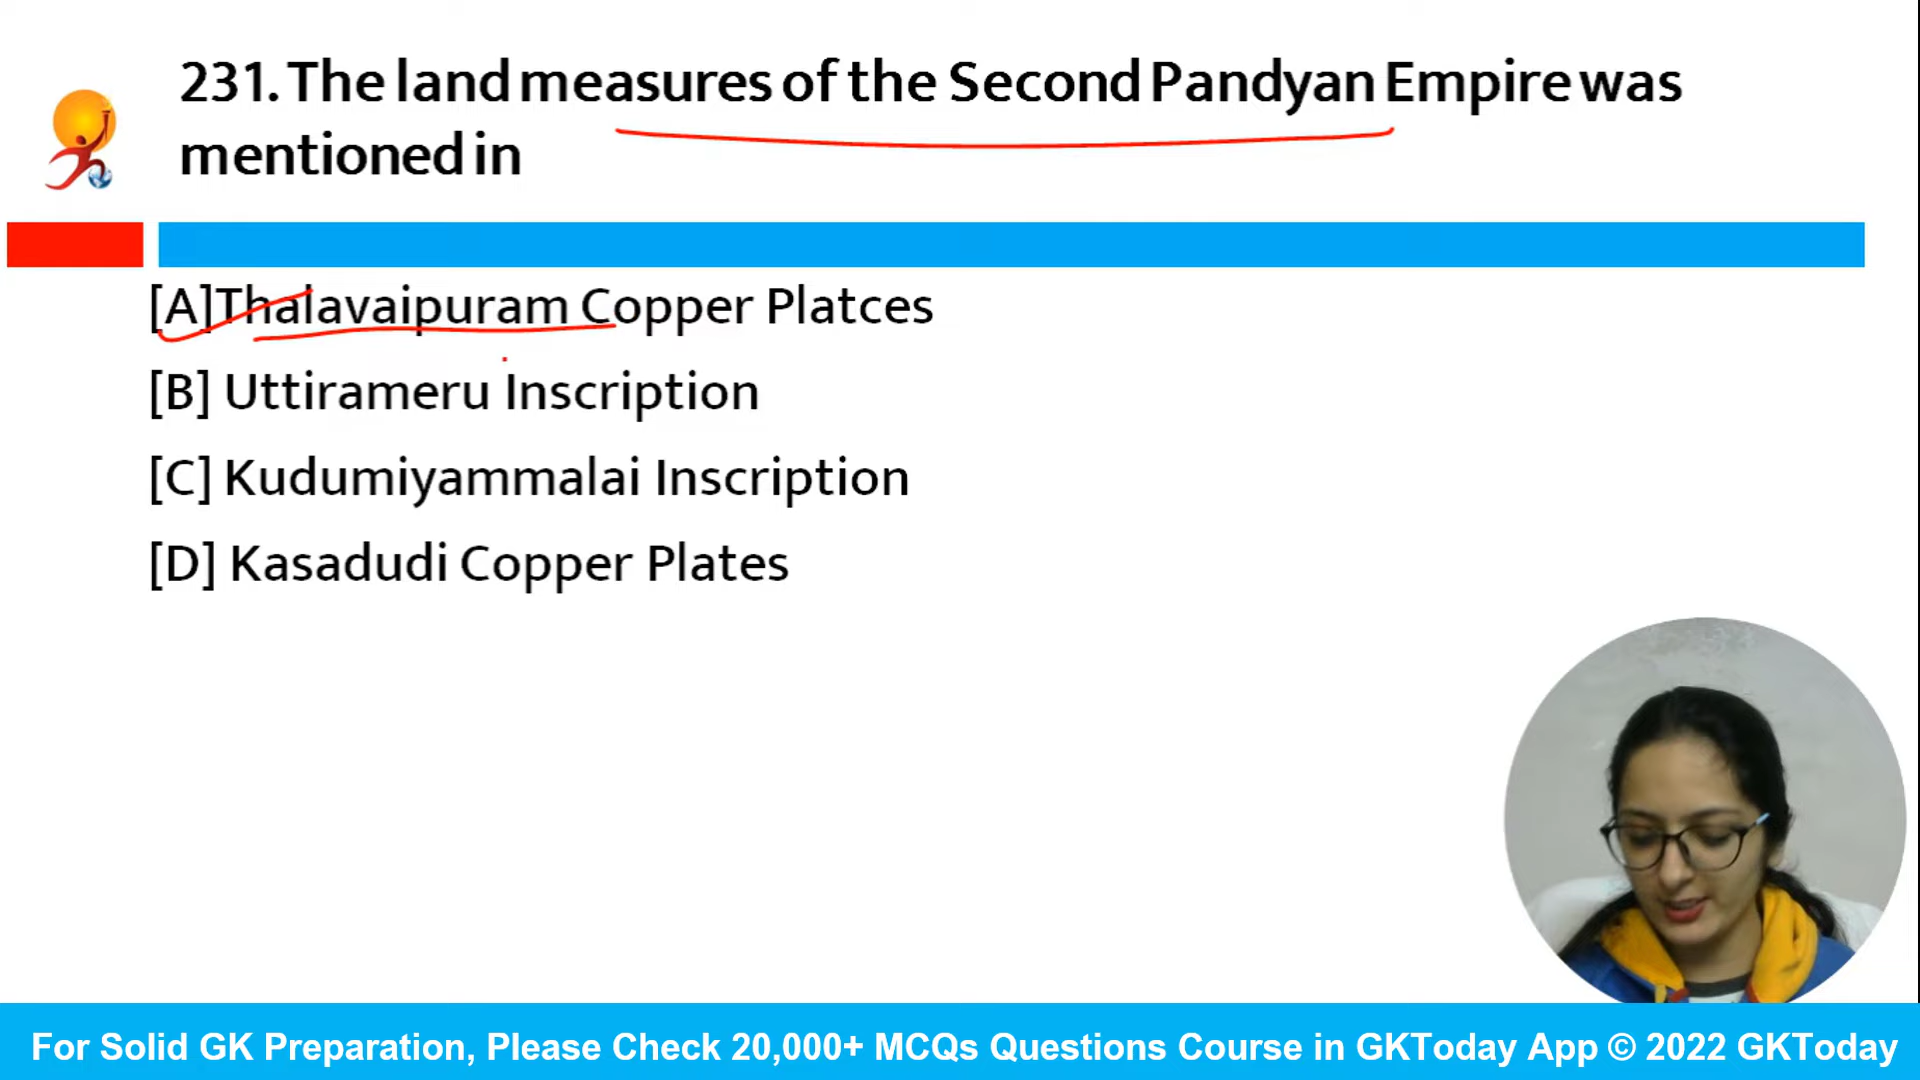 231. The land measures of the Second Pandyan Empire was
mentioned in
[A]Thalavaipuram Copper Platces
[B] Uttirameru Inscription
[C] Kudumiyammalai Inscription
[D] Kasadudi Copper Plates
For Solid GK Preparation, Please Check 20,000+ MCQs Questions Course in GKToday App © 2022 GKToday